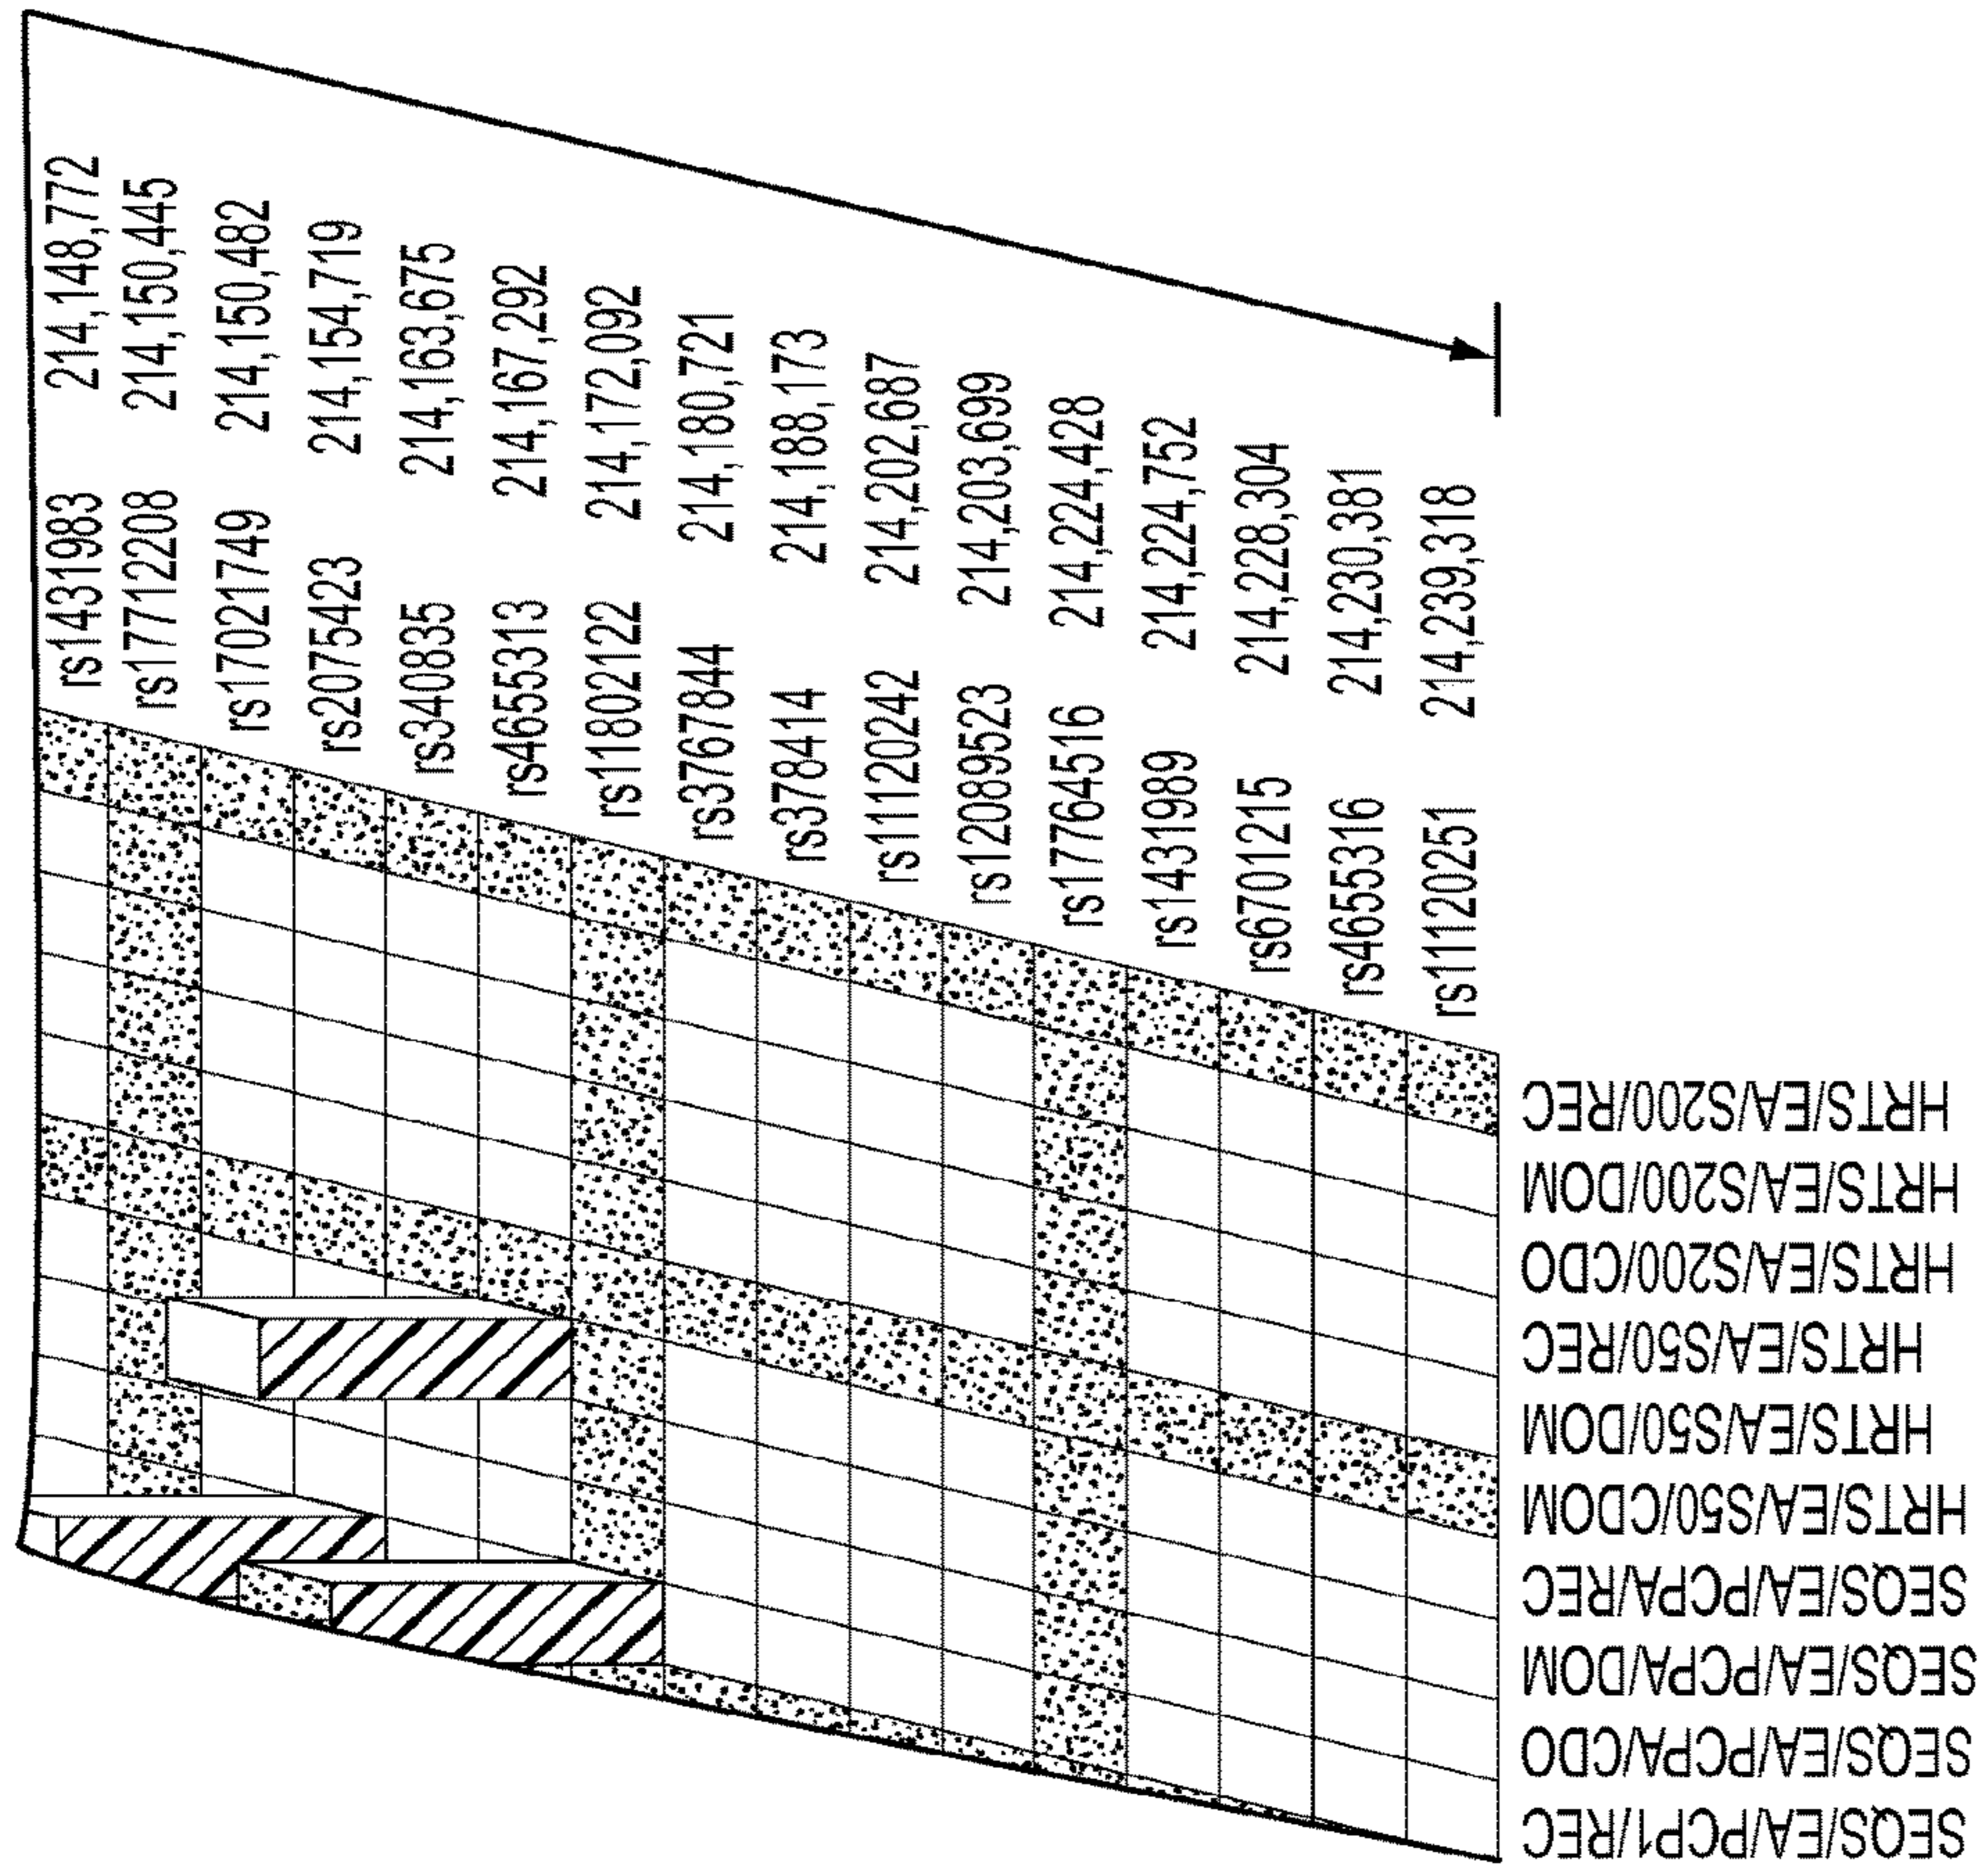 rs1431983 214,148,772
rs17712208 214,150,445
rs17021749 214,150,482
rs2075423 214,154,719
rs340835 214,163,675
rs4655313 214,167,292
rs11802122 214,172,092
rs3767844 214,180,721
rs378414 214,188,173
rs11120242 214,202,687
rs12089523 214,203,699
rs17764516 214,224,428
rs1431989 214,224,752
rs6701215 214,228,304
rs4655316 214,230,381
rs11120251 214,239,318
HRTS/EA/S200/REC
HRTS/EA/S200/DOM
HRTS/EA/S200/CDO
HRTS/EA/S50/REC
HRTS/EA/S50/DOM
HRTS/EA/S50/CDOM
SEQS/EA/PCPA/REC
SEQS/EA/PCPA/DOM
SEQS/EA/PCPA/CDO
SEQS/EA/PCP1/REC